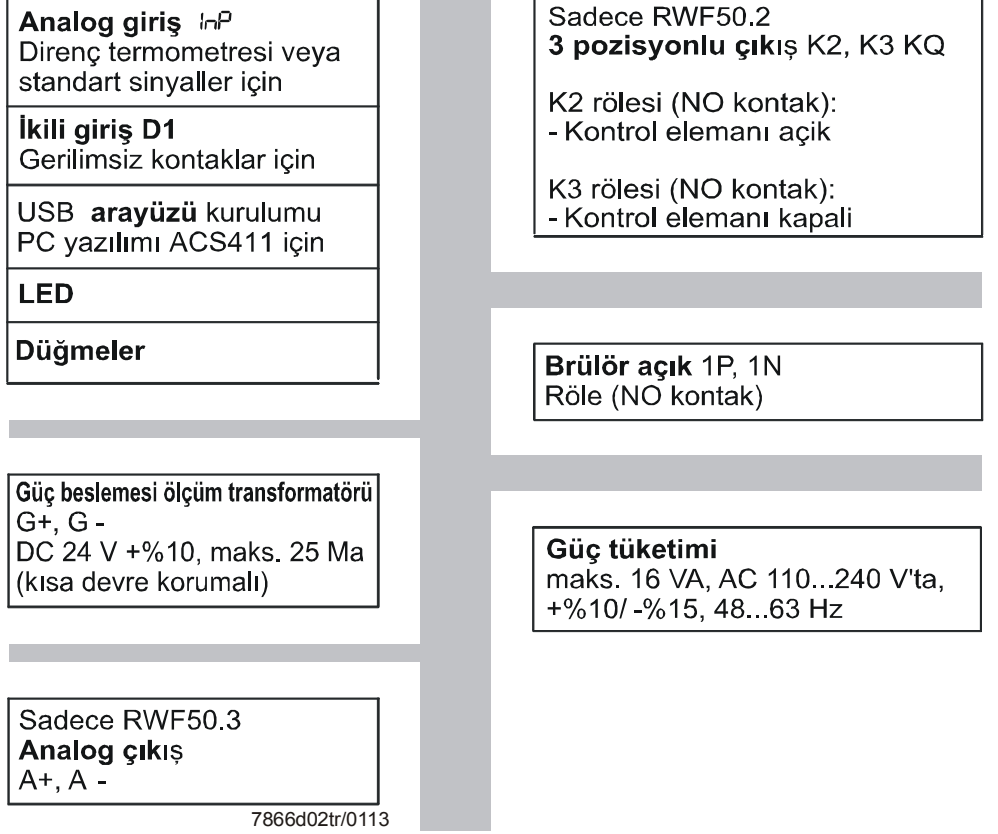 Analog giriş InP
Direnç termometresi veya
standart sinyaller için
İkili giriş D1
Gerilimsiz kontaklar için
USB arayüzü kurulumu
PC yazılımı ACS411 için
LED
Düğmeler
Güç beslemesi ölçüm transformatörü
G+, G -
DC 24 V +%10, maks. 25 Ma
(kısa devre korumalı)
Sadece RWF50.3
Analog çıkış
A+, A -
7866d02tr/0113
Sadece RWF50.2
3 pozisyonlu çıkış K2, K3 KQ
K2 rölesi (NO kontak):
- Kontrol elemanı açik
K3 rölesi (NO kontak):
- Kontrol elemanı kapali
Brülör açık 1P, 1N
Röle (NO kontak)
Güç tüketimi
maks. 16 VA, AC 110...240 V'ta,
+%10/ -%15, 48...63 Hz